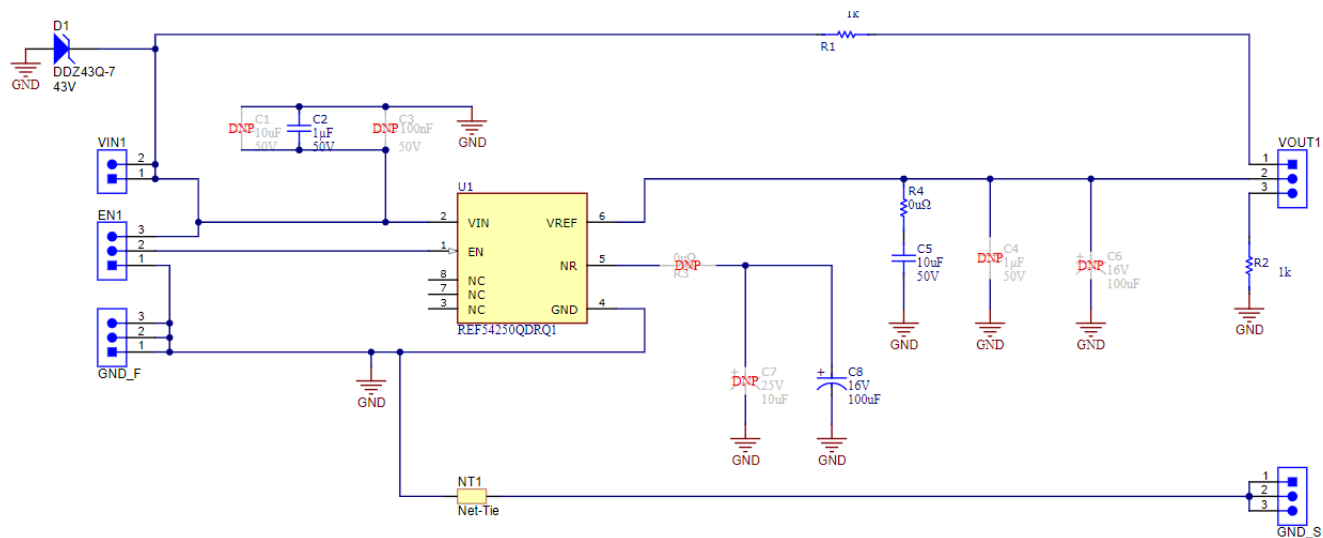 D1
GND
DDZ43Q-7
43V
1k
R1
VIN1
2
1
DNP
C1
10uF
50V
C2
1µF
50V
DNP
C3
100nF
50V
GND
EN1
3
2
1
GND_F
3
2
1
GND
U1
2 VIN
1 EN
8 NC
7 NC
3 NC
VREF 6
NR 5
GND 4
REF54250QDRQ1
0uΩ
DNP
R3
DNP
C7
25V
10uF
GND
C8
16V
100uF
GND
R4
0uΩ
C5
10uF
50V
GND
DNP
C4
1µF
50V
GND
DNP
C6
16V
100uF
GND
VOUT1
1
2
3
R2
1k
GND
NT1
Net-Tie
1
2
3
GND_S